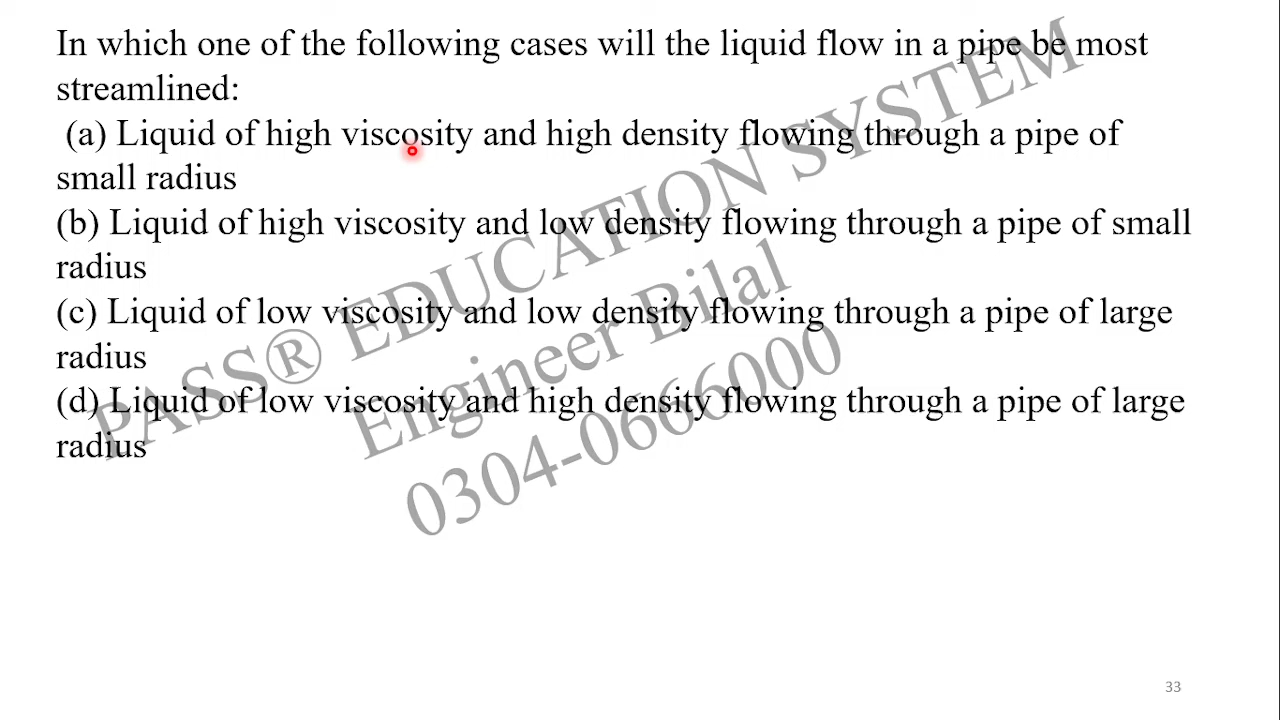 In which one of the following cases will the liquid flow in a pipe be most
streamlined:
(a) Liquid of high viscosity and high density flowing through a pipe of
small radius
(b) Liquid of high viscosity and low density flowing through a pipe of small
radius
(c) Liquid of low viscosity and low density flowing through a pipe of large
radius
(d) Liquid of low viscosity and high density flowing through a pipe of large
radius
PASS® EDUCATION SYSTEM
Engineer Bilal
0304-0666000
33